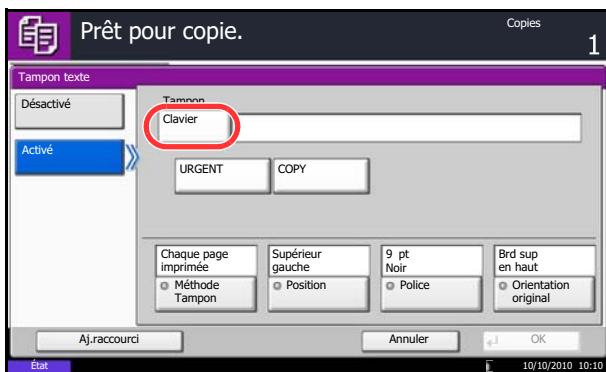 Prêt pour copie.
Copies
1
Tampon texte
Désactivé
Activé
Tampon
Clavier
URGENT
COPY
Chaque page
imprimée
Méthode
Tampon
Supérieur
gauche
Position
9 pt
Noir
Police
Brd sup
en haut
Orientation
original
Aj.raccourci
Annuler
OK
État
10/10/2010 10:10